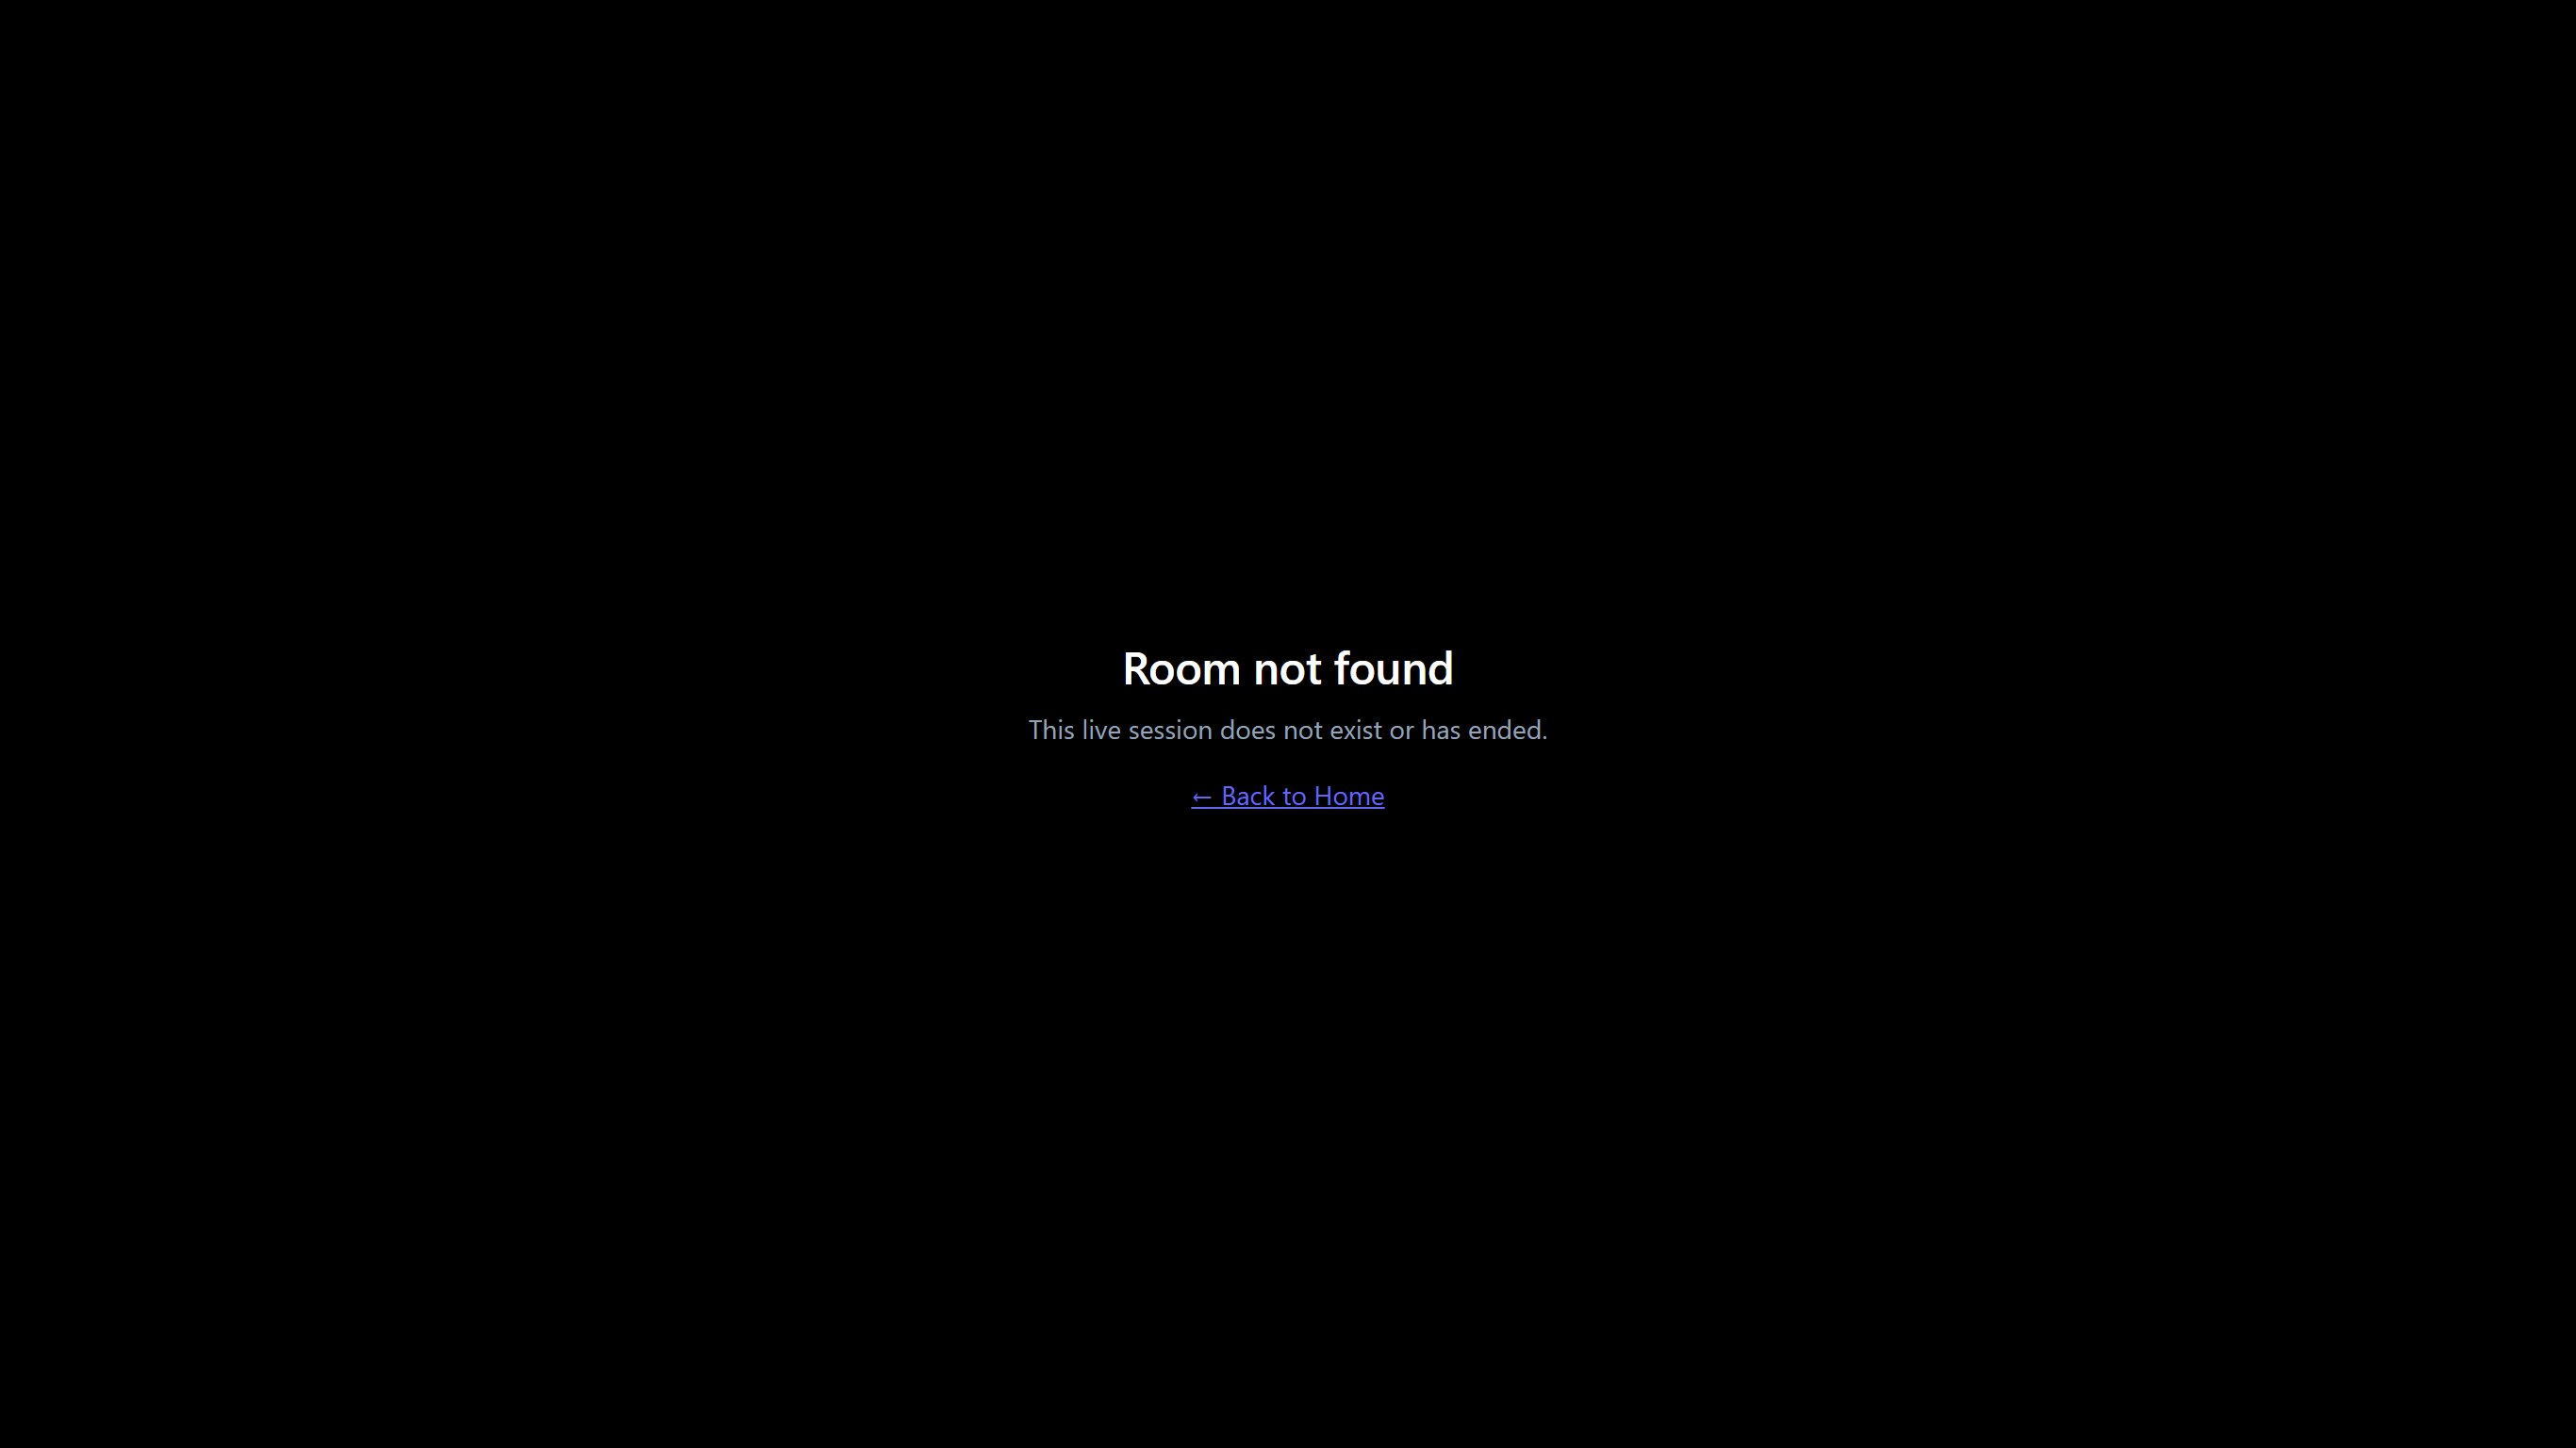 Room not found
This live session does not exist or has ended.
← Back to Home